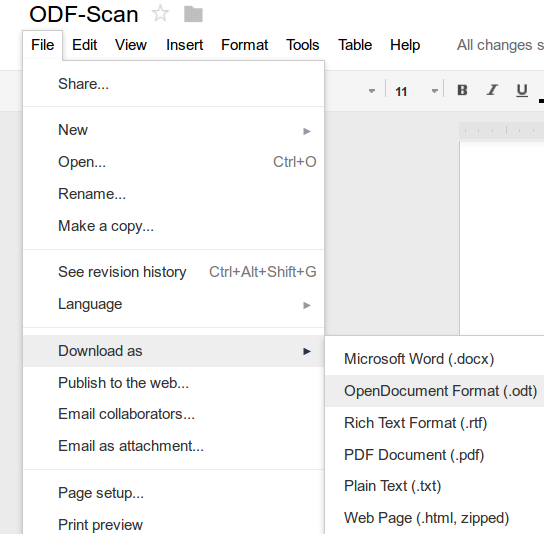 ODF-Scan
File Edit View Insert Format Tools Table Help All changes s
11 B I U
Share...
New
Open... Ctrl+O
Rename...
Make a copy...
See revision history Ctrl+Alt+Shift+G
Language
Download as
Publish to the web...
Email collaborators...
Email as attachment...
Page setup...
Print preview
Microsoft Word (.docx)
OpenDocument Format (.odt)
Rich Text Format (.rtf)
PDF Document (.pdf)
Plain Text (.txt)
Web Page (.html, zipped)